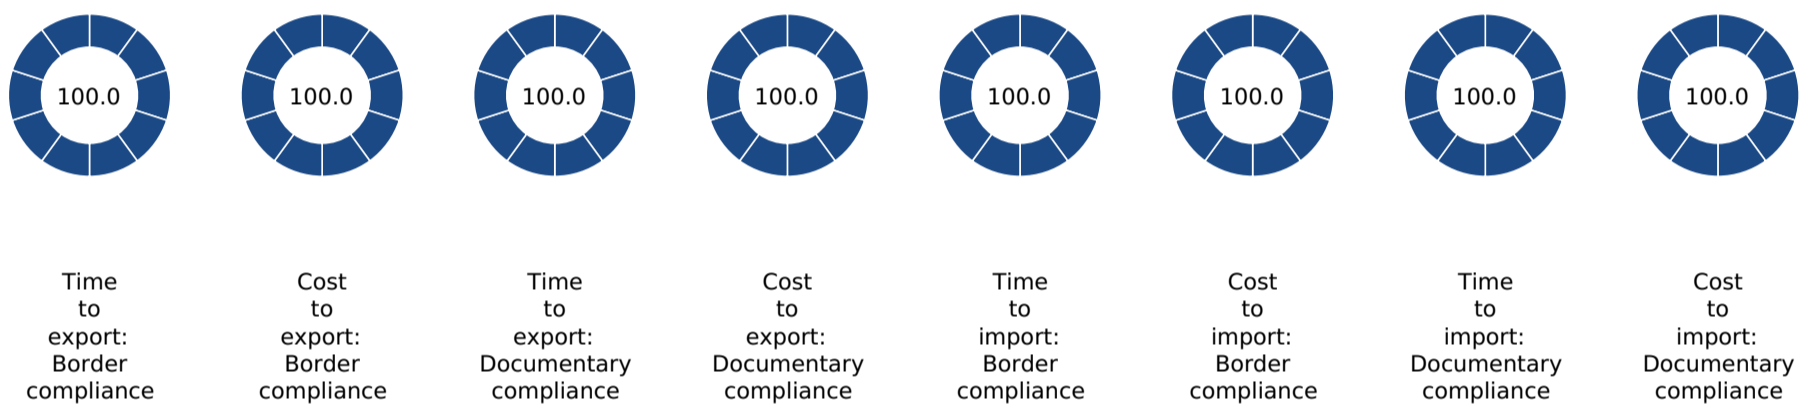 100.0
100.0
100.0
100.0
100.0
100.0
100.0
100.0
Time
to
export:
Border
compliance
Cost
to
export:
Border
compliance
Time
to
export:
Documentary
compliance
Cost
to
export:
Documentary
compliance
Time
to
import:
Border
compliance
Cost
to
import:
Border
compliance
Time
to
import:
Documentary
compliance
Cost
to
import:
Documentary
compliance